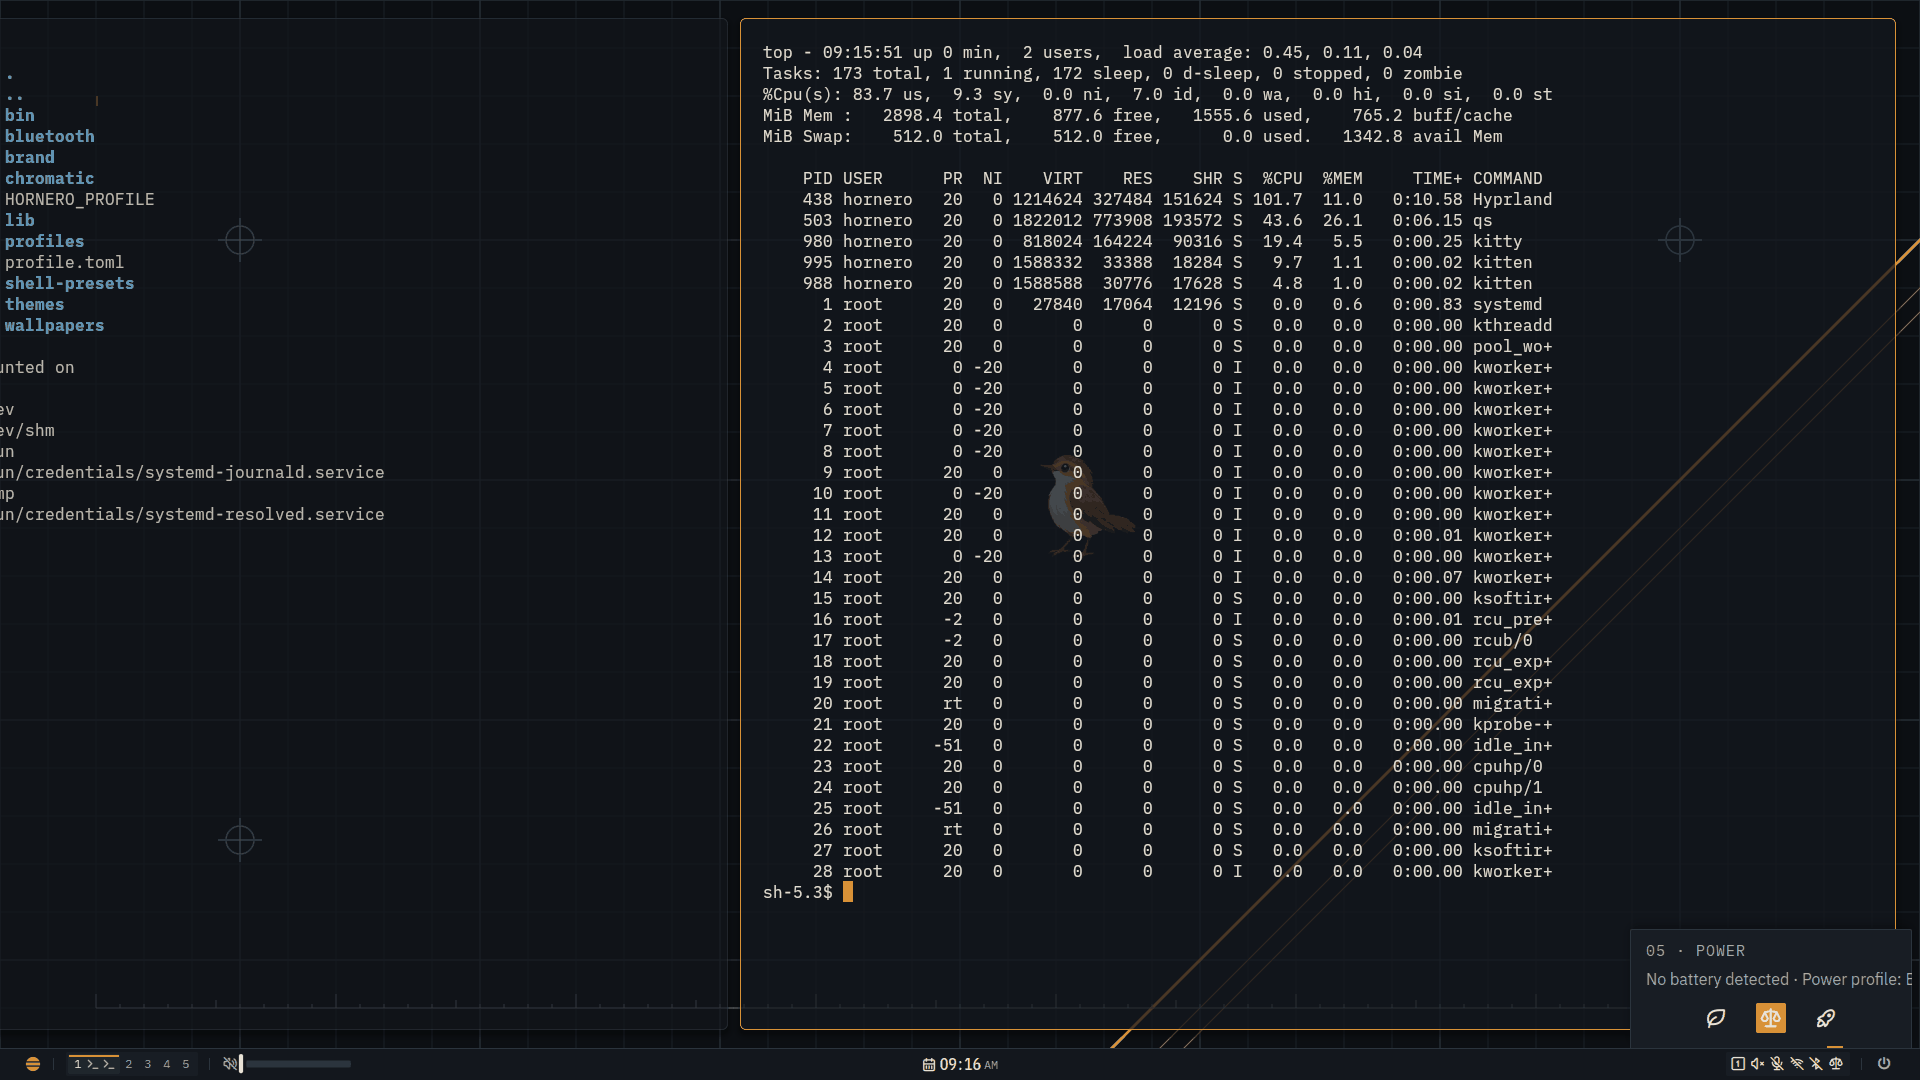 .
..
bin
bluetooth
brand
chromatic
HORNERO_PROFILE
lib
profiles
profile.toml
shell-presets
themes
wallpapers
unted on
ev
ev/shm
un
un/credentials/systemd-journald.service
mp
un/credentials/systemd-resolved.service
top - 09:15:51 up 0 min,  2 users,  load average: 0.45, 0.11, 0.04
Tasks: 173 total, 1 running, 172 sleep, 0 d-sleep, 0 stopped, 0 zombie
%Cpu(s): 83.7 us,  9.3 sy,  0.0 ni,  7.0 id,  0.0 wa,  0.0 hi,  0.0 si,  0.0 st
MiB Mem :   2898.4 total,    877.6 free,   1555.6 used,    765.2 buff/cache
MiB Swap:    512.0 total,    512.0 free,      0.0 used.   1342.8 avail Mem
PID USER      PR  NI    VIRT    RES    SHR S  %CPU  %MEM     TIME+ COMMAND
438 hornero   20   0 1214624 327484 151624 S 101.7  11.0   0:10.58 Hyprland
503 hornero   20   0 1822012 773908 193572 S  43.6  26.1   0:06.15 qs
980 hornero   20   0  818024 164224  90316 S  19.4   5.5   0:00.25 kitty
995 hornero   20   0 1588332  33388  18284 S   9.7   1.1   0:00.02 kitten
988 hornero   20   0 1588588  30776  17628 S   4.8   1.0   0:00.02 kitten
1 root      20   0   27840  17064  12196 S   0.0   0.6   0:00.83 systemd
2 root      20   0       0      0      0 S   0.0   0.0   0:00.00 kthreadd
3 root      20   0       0      0      0 S   0.0   0.0   0:00.00 pool_wo+
4 root       0 -20       0      0      0 I   0.0   0.0   0:00.00 kworker+
5 root       0 -20       0      0      0 I   0.0   0.0   0:00.00 kworker+
6 root       0 -20       0      0      0 I   0.0   0.0   0:00.00 kworker+
7 root       0 -20       0      0      0 I   0.0   0.0   0:00.00 kworker+
8 root       0 -20       0      0      0 I   0.0   0.0   0:00.00 kworker+
9 root      20   0       0      0      0 I   0.0   0.0   0:00.00 kworker+
10 root       0 -20       0      0      0 I   0.0   0.0   0:00.00 kworker+
11 root      20   0       0      0      0 I   0.0   0.0   0:00.00 kworker+
12 root      20   0       0      0      0 I   0.0   0.0   0:00.01 kworker+
13 root       0 -20       0      0      0 I   0.0   0.0   0:00.00 kworker+
14 root      20   0       0      0      0 I   0.0   0.0   0:00.07 kworker+
15 root      20   0       0      0      0 S   0.0   0.0   0:00.00 ksoftir+
16 root      -2   0       0      0      0 I   0.0   0.0   0:00.01 rcu_pre+
17 root      -2   0       0      0      0 S   0.0   0.0   0:00.00 rcub/0
18 root      20   0       0      0      0 S   0.0   0.0   0:00.00 rcu_exp+
19 root      20   0       0      0      0 S   0.0   0.0   0:00.00 rcu_exp+
20 root      rt   0       0      0      0 S   0.0   0.0   0:00.00 migrati+
21 root      20   0       0      0      0 S   0.0   0.0   0:00.00 kprobe-+
22 root     -51   0       0      0      0 S   0.0   0.0   0:00.00 idle_in+
23 root      20   0       0      0      0 S   0.0   0.0   0:00.00 cpuhp/0
24 root      20   0       0      0      0 S   0.0   0.0   0:00.00 cpuhp/1
25 root     -51   0       0      0      0 S   0.0   0.0   0:00.00 idle_in+
26 root      rt   0       0      0      0 S   0.0   0.0   0:00.00 migrati+
27 root      20   0       0      0      0 S   0.0   0.0   0:00.00 ksoftir+
28 root      20   0       0      0      0 I   0.0   0.0   0:00.00 kworker+
sh-5.3$
05 · POWER
No battery detected · Power profile:
1 2 3 4 5
09:16 AM
1